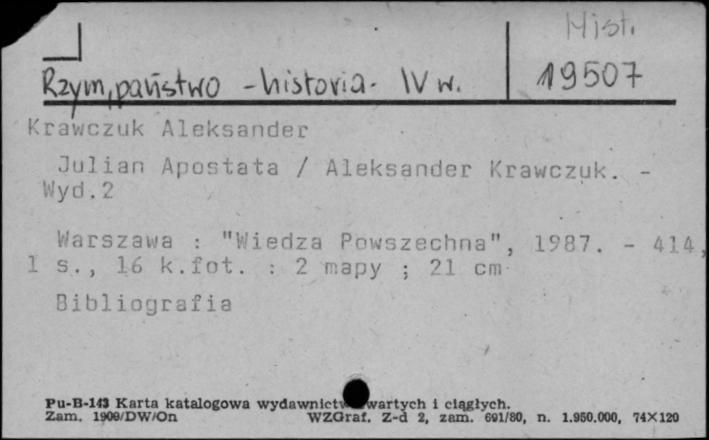 Hist.
Rzym, państwo - historia - IV w.
19507
Krawczuk Aleksander
Julian Apostata / Aleksander Krawczuk. -
Wyd.2
Warszawa : "Wiedza Powszechna", 1987. - 414,
1 s., 16 k.fot. : 2 mapy ; 21 cm
Bibliografia
Pu-B-143 Karta katalogowa wydawnictw zwartych i ciągłych.
Zam. 1909/DW/On WZGraf. Z-d 2, zam. 691/80, n. 1.950.000, 74×120